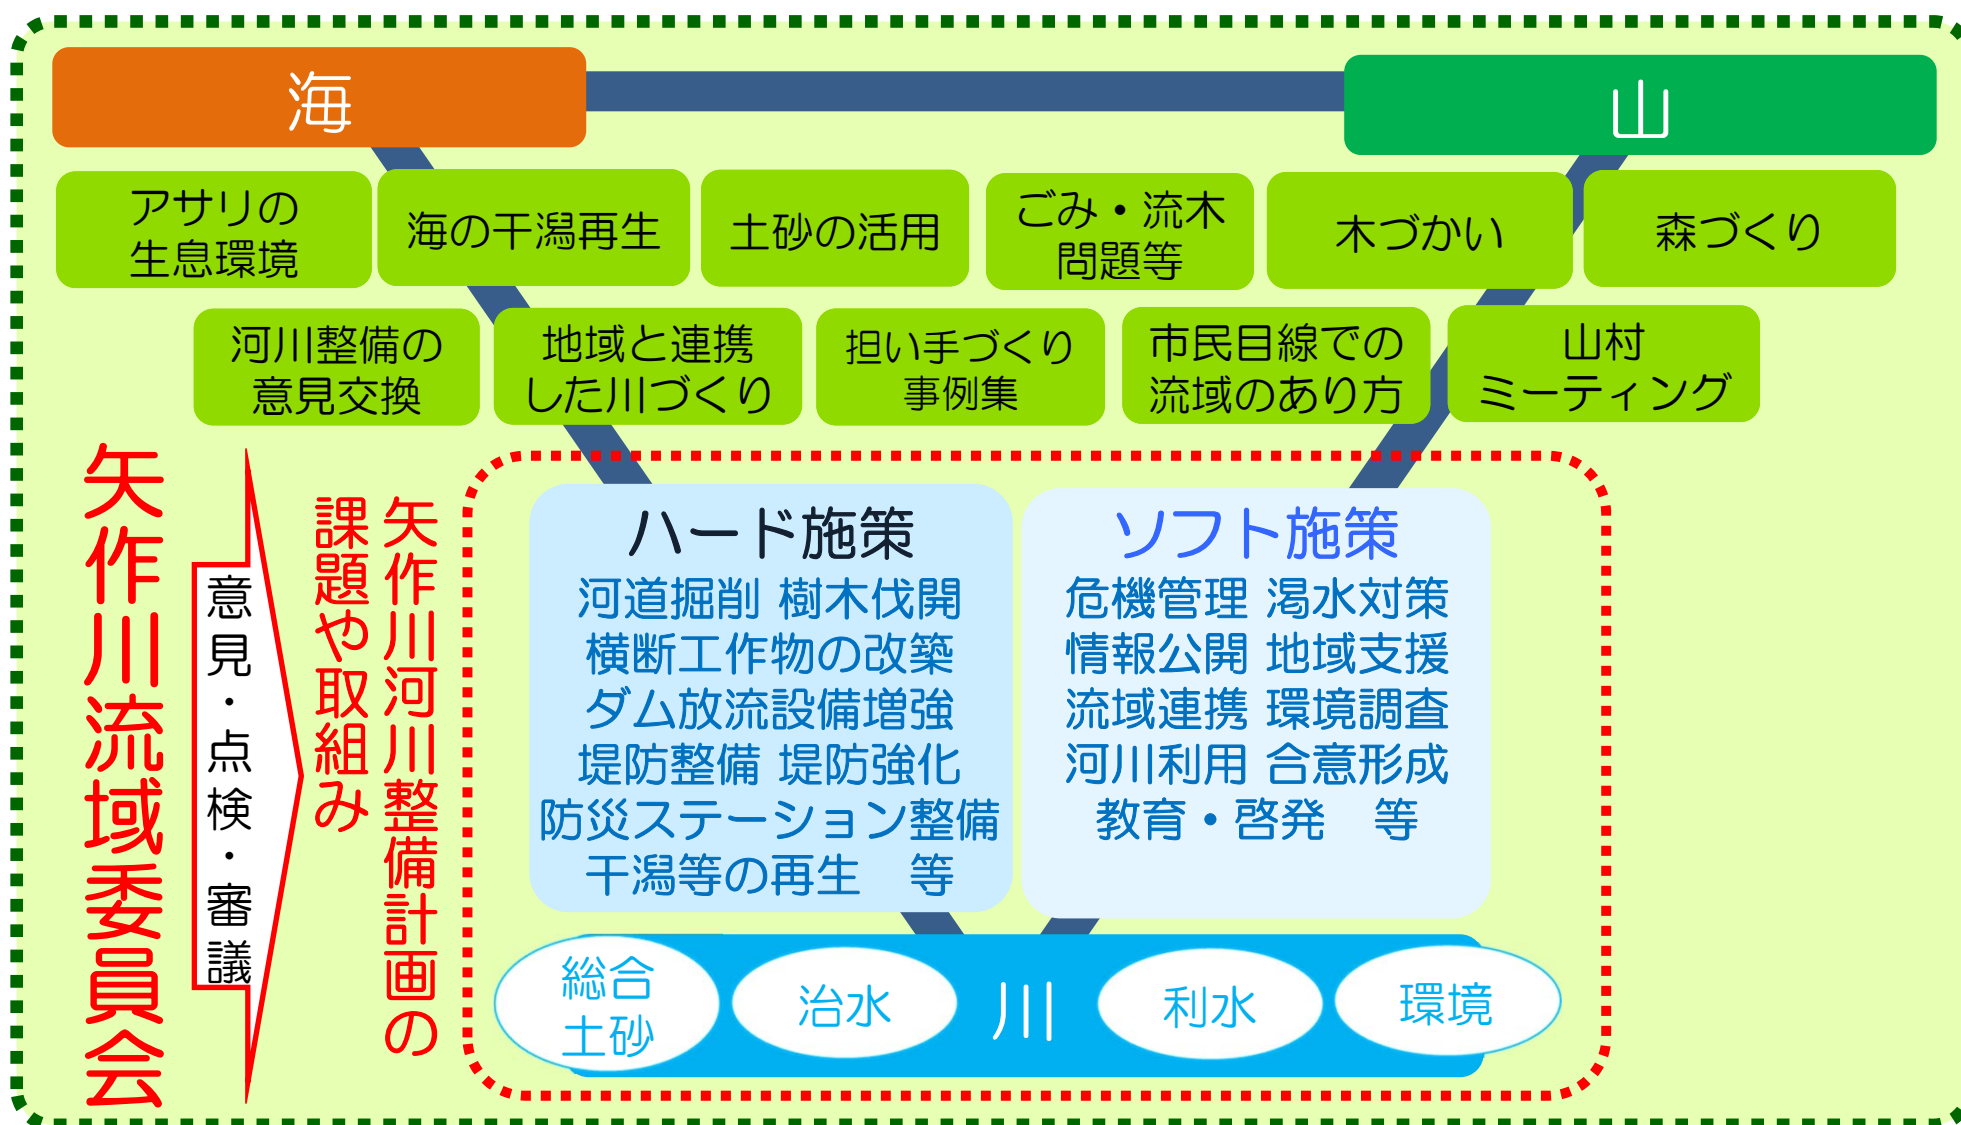 海
山
アサリの
生息環境
海の干潟再生
土砂の活用
ごみ・流木
問題等
木づかい
森づくり
河川整備の
意見交換
地域と連携
した川づくり
担い手づくり
事例集
市民目線での
流域のあり方
山村
ミーティング
矢作川流域委員会
意見・点検・審議
矢作川河川整備計画の
課題や取組み
ハード施策
河道掘削 樹木伐開
横断工作物の改築
ダム放流設備増強
堤防整備 堤防強化
防災ステーション整備
干潟等の再生　等
ソフト施策
危機管理 渇水対策
情報公開 地域支援
流域連携 環境調査
河川利用 合意形成
教育・啓発　等
総合
土砂
治水
川
利水
環境